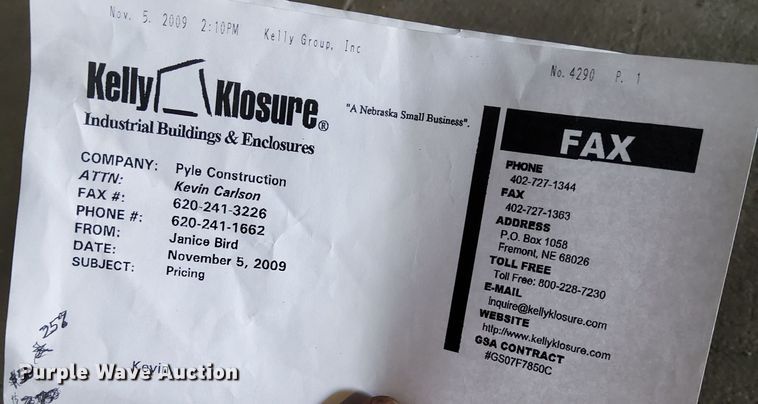 Nov. 5. 2009 2:10PM Kelly Group, Inc
No. 4290 P. 1
Kelly Klosure®
Industrial Buildings & Enclosures
"A Nebraska Small Business".
COMPANY: Pyle Construction
ATTN: Kevin Carlson
FAX #: 620-241-3226
PHONE #: 620-241-1662
FROM: Janice Bird
DATE: November 5, 2009
SUBJECT: Pricing
FAX
PHONE
402-727-1344
FAX
402-727-1363
ADDRESS
P.O. Box 1058
Fremont, NE 68026
TOLL FREE
Toll Free: 800-228-7230
E-MAIL
inquire@kellyklosure.com
WEBSITE
http://www.kellyklosure.com
GSA CONTRACT
#GS07F7850C
Kevin
Purple Wave Auction